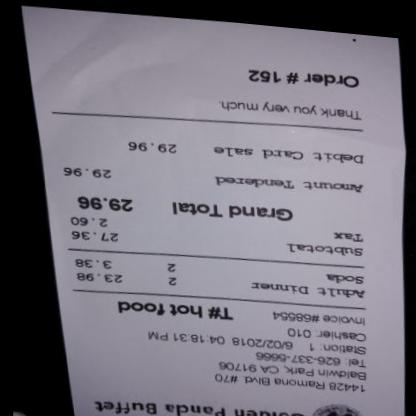 Golden Panda Buffet
14428 Ramona Blvd #70
Baldwin Park, CA 91706
Tel: 626-337-5666
Station: 1 6/02/2018 04:18:31 PM
Cashier: 010
Invoice #68554
T# hot food
Adult Dinner 2 23.98
Soda 2 3.38
Subtotal 27.36
Tax 2.60
Grand Total 29.96
Amount Tendered 29.96
Debit Card sale 29.96
Thank you very much.
Order # 152